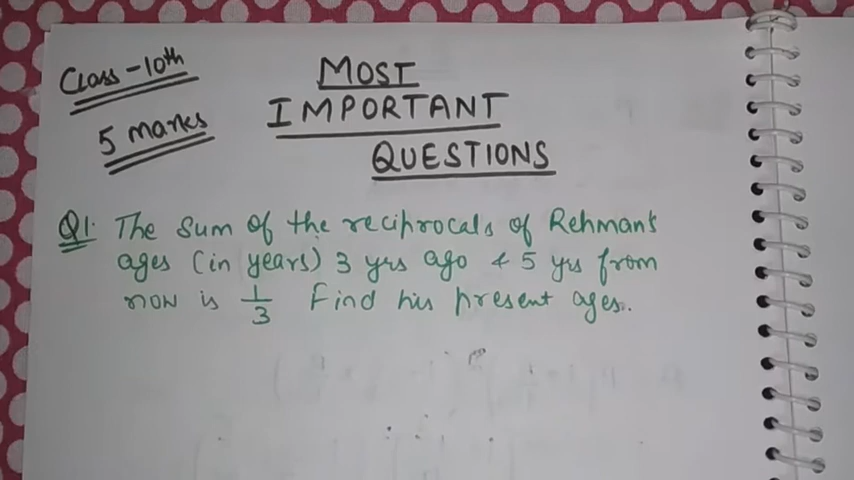 Class-10th
5 marks
MOST
IMPORTANT
QUESTIONS
Q1. The sum of the reciprocals of Rehman's
ages (in years) 3 yrs ago & 5 yrs from
now is 1/3 Find his present ages.